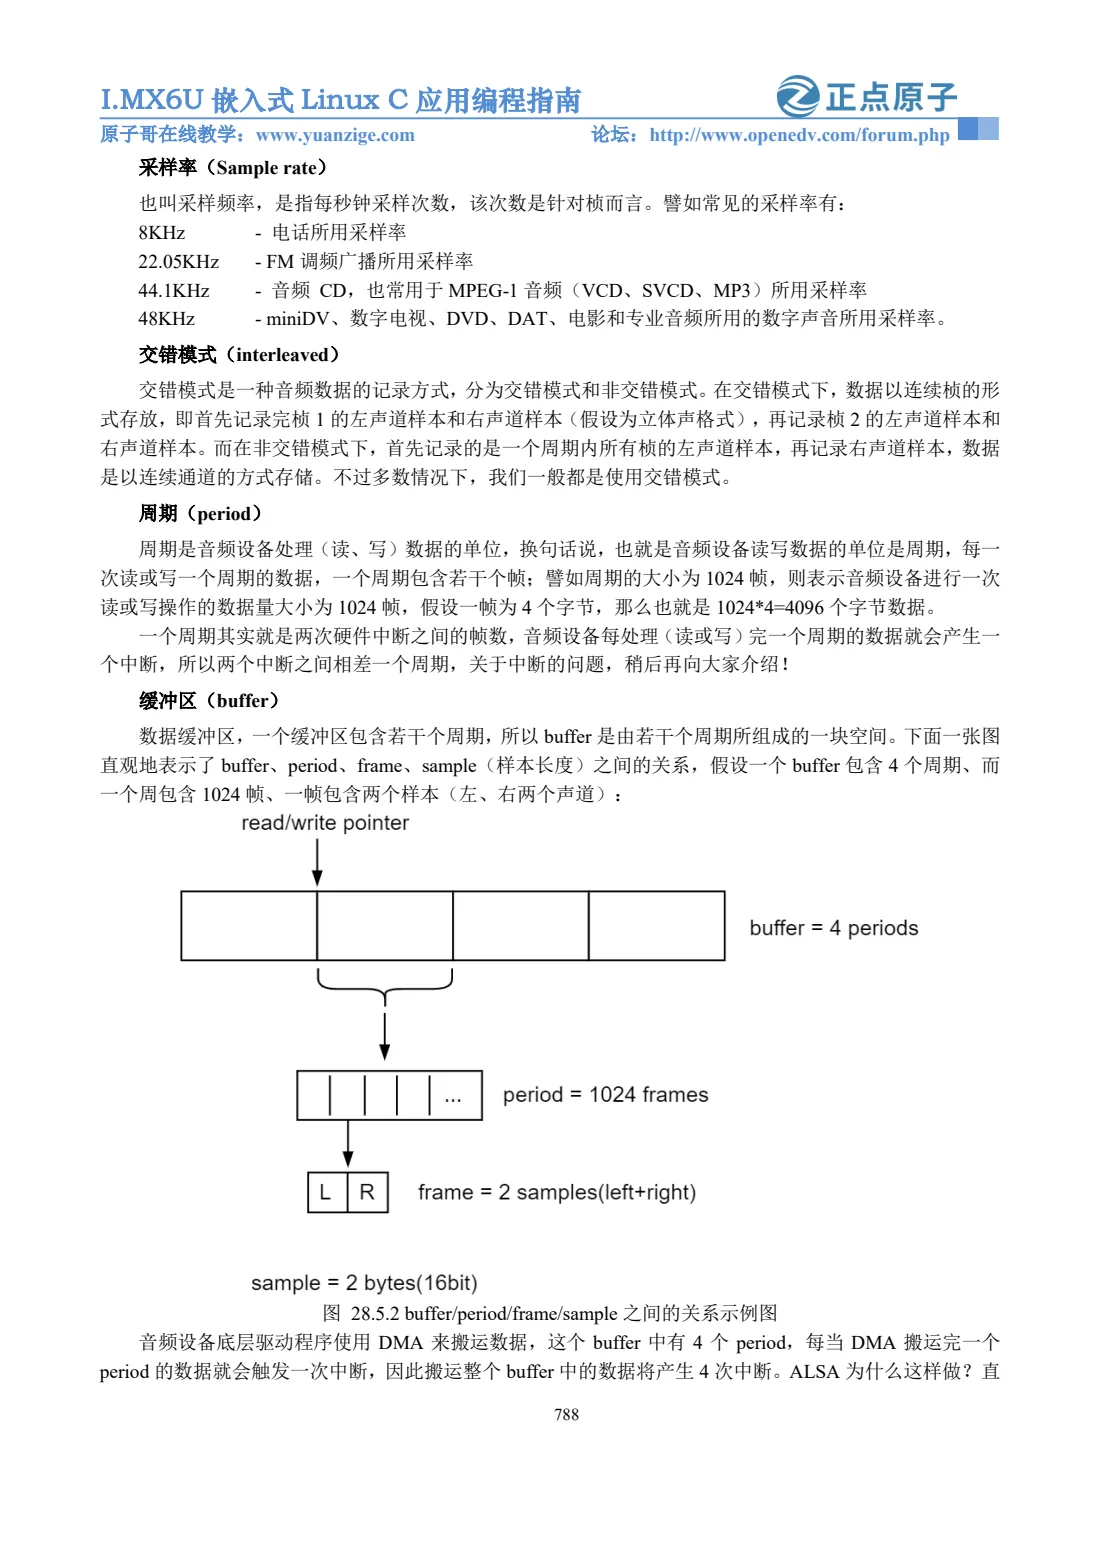 I.MX6U 嵌入式 Linux C 应用编程指南
正点原子
原子哥在线教学：www.yuanzige.com 论坛：http://www.openedv.com/forum.php
采样率（Sample rate）
也叫采样频率，是指每秒钟采样次数，该次数是针对桢而言。譬如常见的采样率有：
8KHz - 电话所用采样率
22.05KHz - FM 调频广播所用采样率
44.1KHz - 音频 CD，也常用于 MPEG-1 音频（VCD、SVCD、MP3）所用采样率
48KHz - miniDV、数字电视、DVD、DAT、电影和专业音频所用的数字声音所用采样率。
交错模式（interleaved）
交错模式是一种音频数据的记录方式，分为交错模式和非交错模式。在交错模式下，数据以连续桢的形
式存放，即首先记录完桢 1 的左声道样本和右声道样本（假设为立体声格式），再记录桢 2 的左声道样本和
右声道样本。而在非交错模式下，首先记录的是一个周期内所有桢的左声道样本，再记录右声道样本，数据
是以连续通道的方式存储。不过多数情况下，我们一般都是使用交错模式。
周期（period）
周期是音频设备处理（读、写）数据的单位，换句话说，也就是音频设备读写数据的单位是周期，每一
次读或写一个周期的数据，一个周期包含若干个帧；譬如周期的大小为 1024 帧，则表示音频设备进行一次
读或写操作的数据量大小为 1024 帧，假设一帧为 4 个字节，那么也就是 1024*4=4096 个字节数据。
一个周期其实就是两次硬件中断之间的帧数，音频设备每处理（读或写）完一个周期的数据就会产生一
个中断，所以两个中断之间相差一个周期，关于中断的问题，稍后再向大家介绍！
缓冲区（buffer）
数据缓冲区，一个缓冲区包含若干个周期，所以 buffer 是由若干个周期所组成的一块空间。下面一张图
直观地表示了 buffer、period、frame、sample（样本长度）之间的关系，假设一个 buffer 包含 4 个周期、而
一个周包含 1024 帧、一帧包含两个样本（左、右两个声道）：
read/write pointer
buffer = 4 periods
... period = 1024 frames
L R frame = 2 samples(left+right)
sample = 2 bytes(16bit)
图 28.5.2 buffer/period/frame/sample 之间的关系示例图
音频设备底层驱动程序使用 DMA 来搬运数据，这个 buffer 中有 4 个 period，每当 DMA 搬运完一个
period 的数据就会触发一次中断，因此搬运整个 buffer 中的数据将产生 4 次中断。ALSA 为什么这样做？直
788